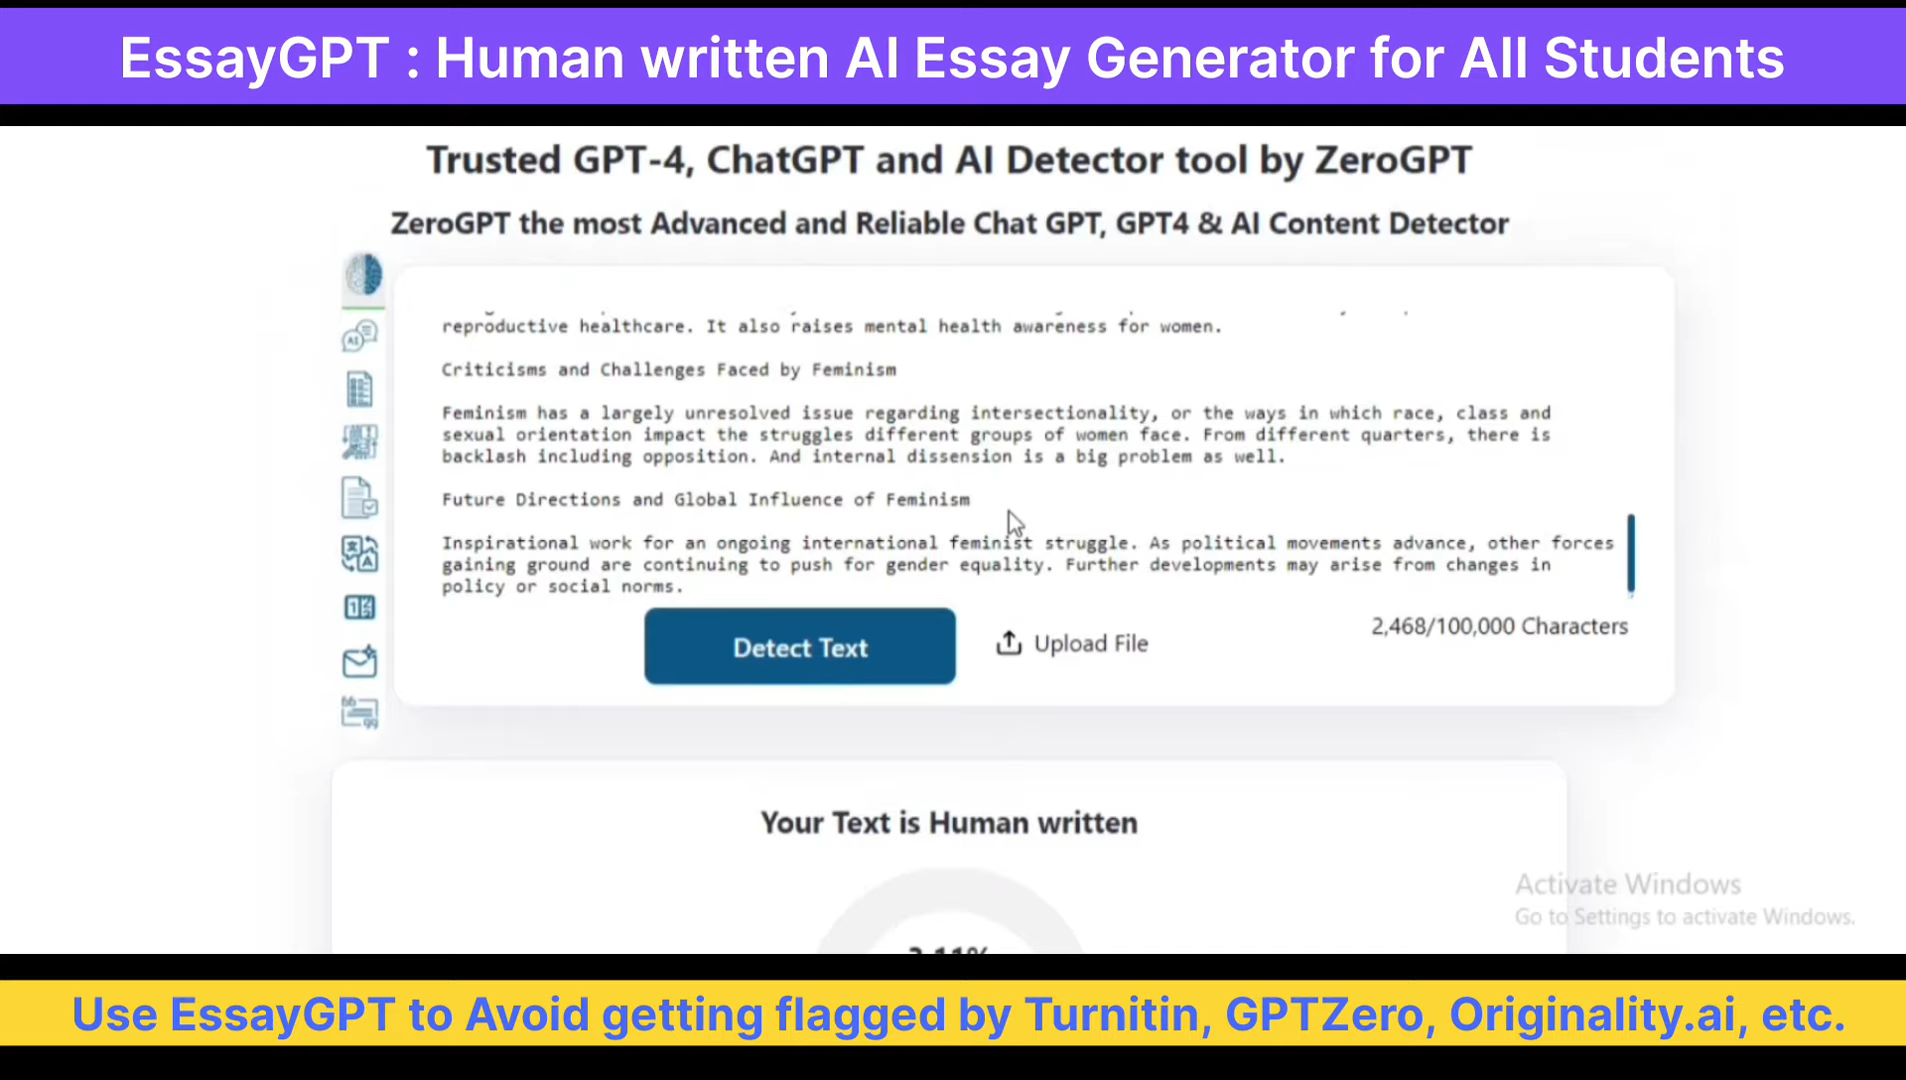 EssayGPT : Human written AI Essay Generator for All Students
Trusted GPT-4, ChatGPT and AI Detector tool by ZeroGPT
ZeroGPT the most Advanced and Reliable Chat GPT, GPT4 & AI Content Detector
reproductive healthcare. It also raises mental health awareness for women.
Criticisms and Challenges Faced by Feminism
Feminism has a largely unresolved issue regarding intersectionality, or the ways in which race, class and
sexual orientation impact the struggles different groups of women face. From different quarters, there is
backlash including opposition. And internal dissension is a big problem as well.
Future Directions and Global Influence of Feminism
Inspirational work for an ongoing international feminist struggle. As political movements advance, other forces
gaining ground are continuing to push for gender equality. Further developments may arise from changes in
policy or social norms.
Detect Text
Upload File
2,468/100,000 Characters
Your Text is Human written
Activate Windows
Go to Settings to activate Windows.
Use EssayGPT to Avoid getting flagged by Turnitin, GPTZero, Originality.ai, etc.